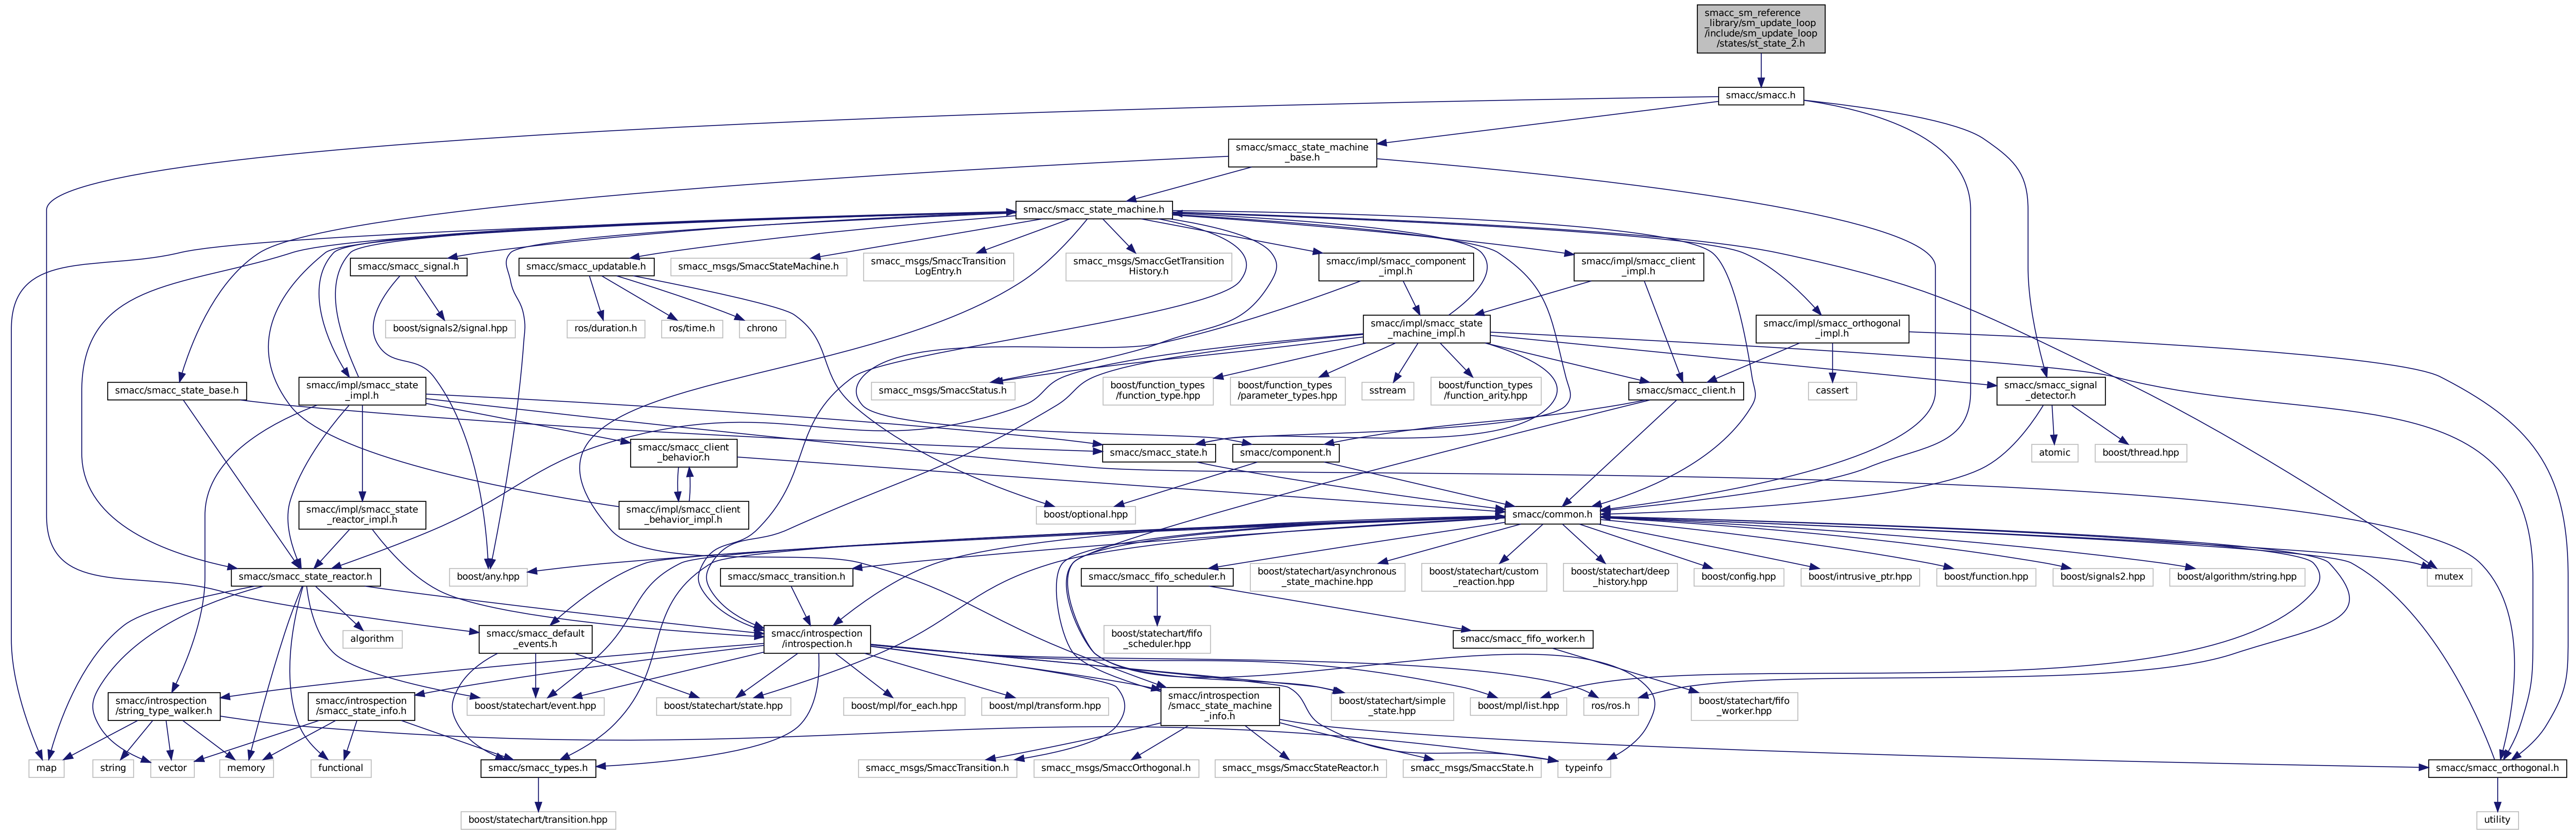 smacc_sm_reference
_library/sm_update_loop
/include/sm_update_loop
/states/st_state_2.h
smacc/smacc.h
smacc/smacc_state_machine
_base.h
smacc/smacc_state_machine.h
smacc/smacc_signal.h
smacc/smacc_updatable.h
smacc_msgs/SmaccStateMachine.h
smacc_msgs/SmaccTransition
LogEntry.h
smacc_msgs/SmaccGetTransition
History.h
smacc/impl/smacc_component
_impl.h
smacc/impl/smacc_client
_impl.h
boost/signals2/signal.hpp
ros/duration.h
ros/time.h
chrono
smacc/impl/smacc_state
_machine_impl.h
smacc/impl/smacc_orthogonal
_impl.h
smacc/smacc_state_base.h
smacc/impl/smacc_state
_impl.h
smacc_msgs/SmaccStatus.h
boost/function_types
/function_type.hpp
boost/function_types
/parameter_types.hpp
sstream
boost/function_types
/function_arity.hpp
smacc/smacc_client.h
cassert
smacc/smacc_signal
_detector.h
smacc/smacc_client
_behavior.h
smacc/smacc_state.h
smacc/component.h
atomic
boost/thread.hpp
smacc/impl/smacc_state
_reactor_impl.h
smacc/impl/smacc_client
_behavior_impl.h
boost/optional.hpp
smacc/common.h
smacc/smacc_state_reactor.h
boost/any.hpp
smacc/smacc_transition.h
smacc/smacc_fifo_scheduler.h
boost/statechart/asynchronous
_state_machine.hpp
boost/statechart/custom
_reaction.hpp
boost/statechart/deep
_history.hpp
boost/config.hpp
boost/intrusive_ptr.hpp
boost/function.hpp
boost/signals2.hpp
boost/algorithm/string.hpp
mutex
algorithm
smacc/smacc_default
_events.h
smacc/introspection
/introspection.h
boost/statechart/fifo
_scheduler.hpp
smacc/smacc_fifo_worker.h
smacc/introspection
/string_type_walker.h
smacc/introspection
/smacc_state_info.h
boost/statechart/event.hpp
boost/statechart/state.hpp
boost/mpl/for_each.hpp
boost/mpl/transform.hpp
smacc/introspection
/smacc_state_machine
_info.h
boost/statechart/simple
_state.hpp
boost/mpl/list.hpp
ros/ros.h
boost/statechart/fifo
_worker.hpp
map
string
vector
memory
functional
smacc/smacc_types.h
smacc_msgs/SmaccTransition.h
smacc_msgs/SmaccOrthogonal.h
smacc_msgs/SmaccStateReactor.h
smacc_msgs/SmaccState.h
typeinfo
smacc/smacc_orthogonal.h
boost/statechart/transition.hpp
utility